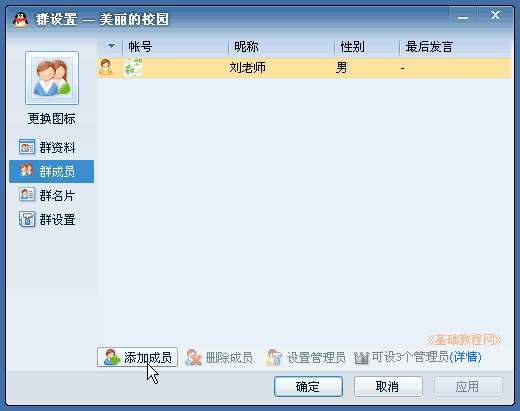 群设置 — 美丽的校园
帐号 昵称 性别 最后发言
刘老师 男 -
更换图标
群资料
群成员
群名片
群设置
《基础教程网》
添加成员 删除成员 设置管理员 可设3个管理员(详情)
确定 取消 应用